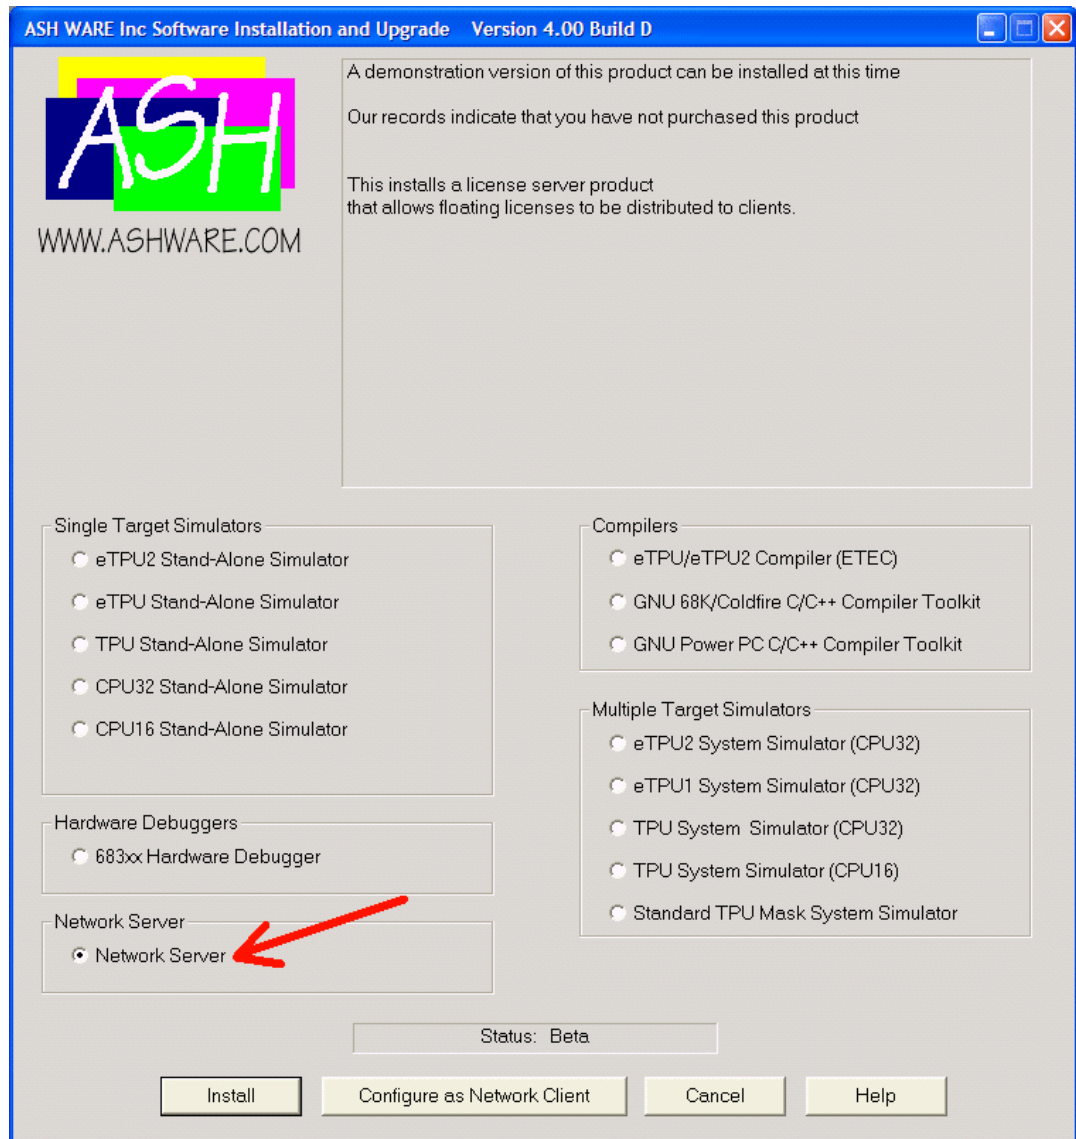 ASH WARE Inc Software Installation and Upgrade    Version 4.00 Build D
ASH
WWW.ASHWARE.COM
A demonstration version of this product can be installed at this time
Our records indicate that you have not purchased this product
This installs a license server product
that allows floating licenses to be distributed to clients.
Single Target Simulators
eTPU2 Stand-Alone Simulator
eTPU Stand-Alone Simulator
TPU Stand-Alone Simulator
CPU32 Stand-Alone Simulator
CPU16 Stand-Alone Simulator
Hardware Debuggers
683xx Hardware Debugger
Network Server
Network Server
Compilers
eTPU/eTPU2 Compiler (ETEC)
GNU 68K/Coldfire C/C++ Compiler Toolkit
GNU Power PC C/C++ Compiler Toolkit
Multiple Target Simulators
eTPU2 System Simulator (CPU32)
eTPU1 System Simulator (CPU32)
TPU System  Simulator (CPU32)
TPU System Simulator (CPU16)
Standard TPU Mask System Simulator
Status:  Beta
Install
Configure as Network Client
Cancel
Help